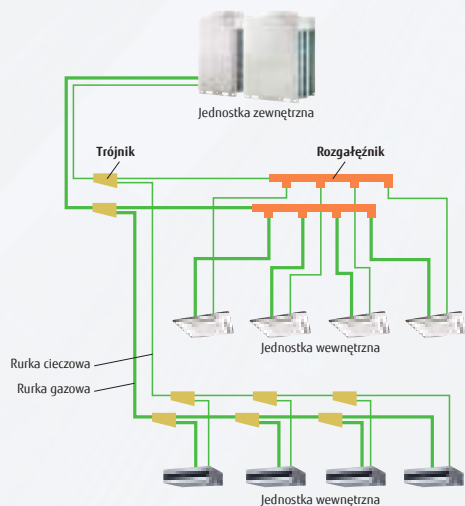 Jednostka zewnętrzna
Trójnik
Rozgałęźnik
Jednostka wewnętrzna
Rurka cieczowa
Rurka gazowa
Jednostka wewnętrzna